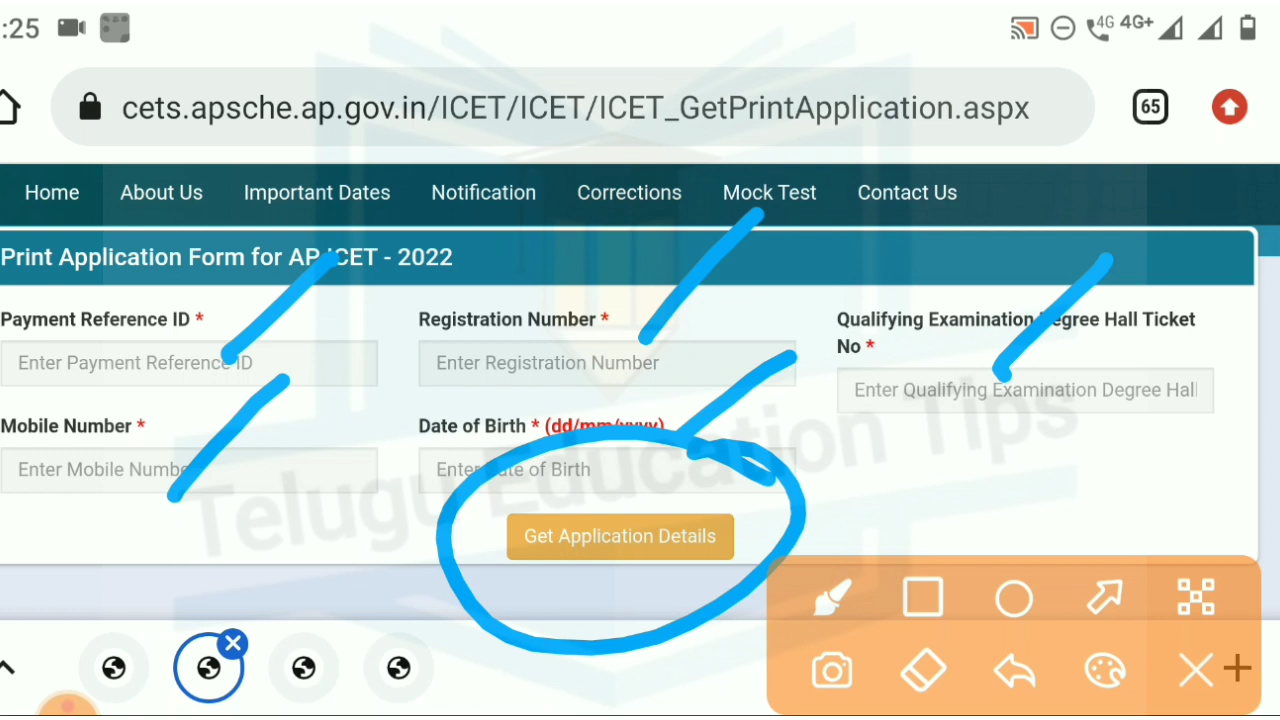 :25
4G 4G+
cets.apsche.ap.gov.in/ICET/ICET/ICET_GetPrintApplication.aspx
65
Home About Us Important Dates Notification Corrections Mock Test Contact Us
Print Application Form for AP ICET - 2022
Payment Reference ID * Registration Number * Qualifying Examination Degree Hall Ticket No *
Enter Payment Reference ID Enter Registration Number Enter Qualifying Examination Degree Hal
Mobile Number * Date of Birth * (dd/mm/yyyy)
Enter Mobile Number Enter Date of Birth
Telugu Education Tips
Get Application Details